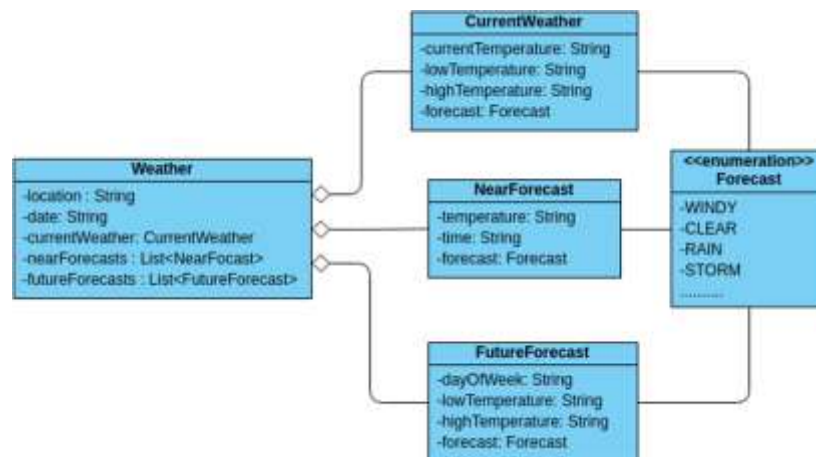 CurrentWeather
-currentTemperature: String
-lowTemperature: String
-highTemperature: String
-forecast: Forecast
Weather
-location : String
-date: String
-currentWeather: CurrentWeather
-nearForecasts : List<NearFocast>
-futureForecasts : List<FutureForecast>
NearForecast
-temperature: String
-time: String
-forecast: Forecast
<<enumeration>>
Forecast
-WINDY
-CLEAR
-RAIN
-STORM
..........
FutureForecast
-dayOfWeek: String
-lowTemperature: String
-highTemperature: String
-forecast: Forecast